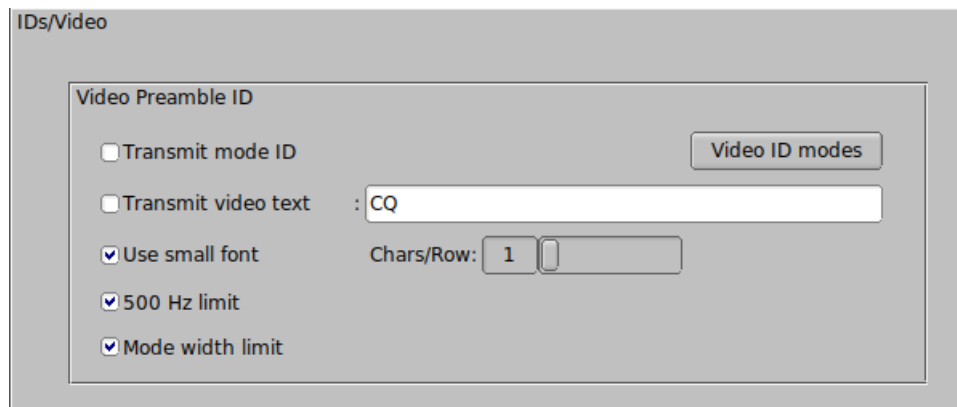 IDs/Video
Video Preamble ID
Transmit mode ID Video ID modes
Transmit video text : CQ
Use small font Chars/Row: 1
500 Hz limit
Mode width limit